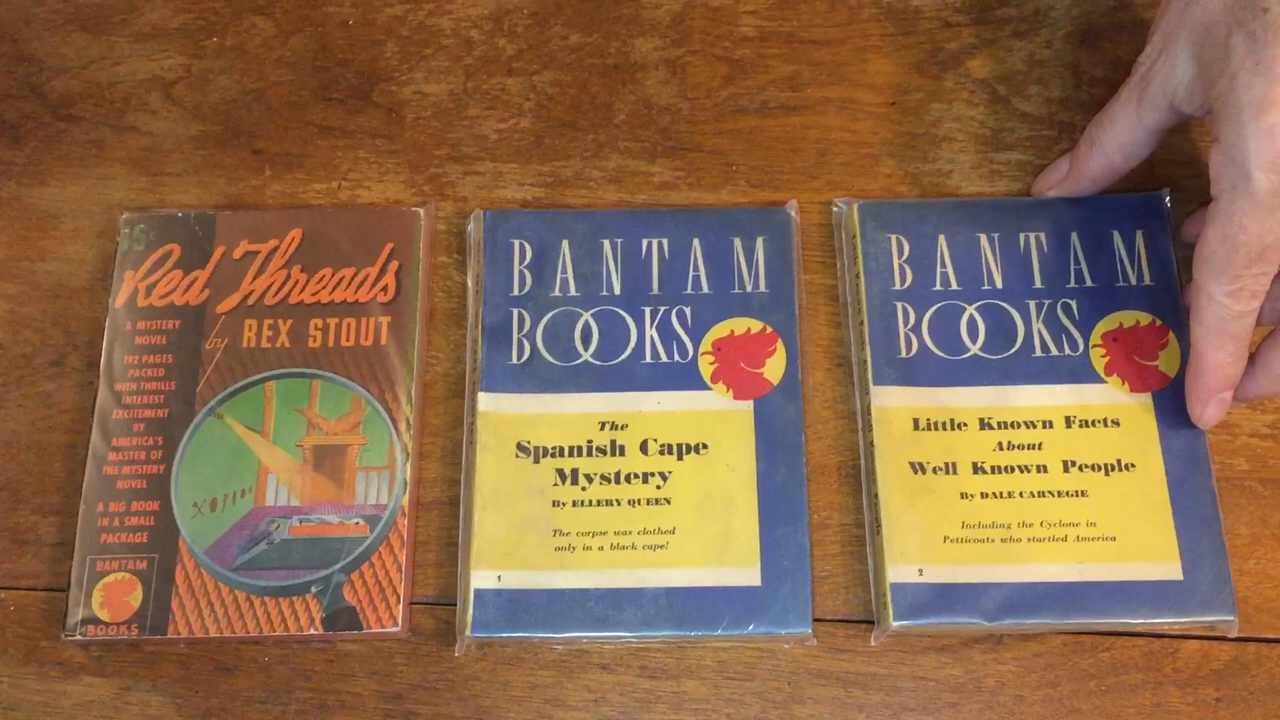 15¢
Red Threads
by REX STOUT
A MYSTERY
NOVEL
192 PAGES
PACKED
WITH THRILLS
INTEREST
EXCITEMENT
BY
AMERICA'S
MASTER OF
THE MYSTERY
NOVEL
A BIG BOOK
IN A SMALL
PACKAGE
BANTAM
BOOKS
BANTAM
BOOKS
The
Spanish Cape
Mystery
By ELLERY QUEEN
The corpse was clothed
only in a black cape!
1
BANTAM
BOOKS
Little Known Facts
About
Well Known People
By DALE CARNEGIE
Including the Cyclone in
Petticoats who startled America
2